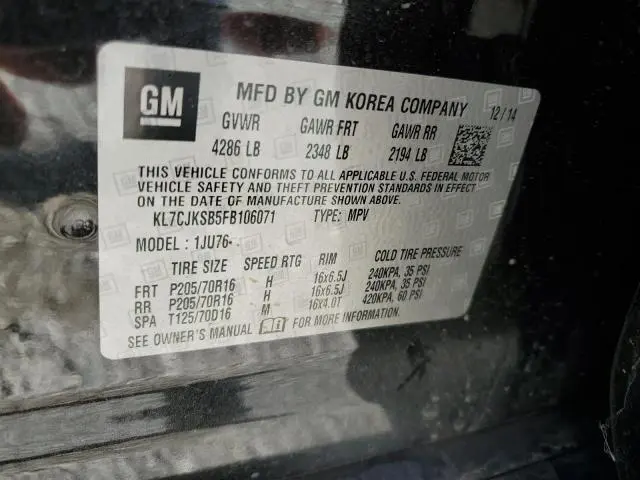 GM MFD BY GM KOREA COMPANY 12/14
GVWR GAWR FRT GAWR RR
4286 LB 2348 LB 2194 LB
THIS VEHICLE CONFORMS TO ALL APPLICABLE U.S. FEDERAL MOTOR
VEHICLE SAFETY AND THEFT PREVENTION STANDARDS IN EFFECT
ON THE DATE OF MANUFACTURE SHOWN ABOVE.
KL7CJKSB5FB106071 TYPE: MPV
MODEL : 1JU76-
TIRE SIZE SPEED RTG RIM COLD TIRE PRESSURE
FRT P205/70R16 H 16x6.5J 240KPA, 35 PSI
RR P205/70R16 H 16x6.5J 240KPA, 35 PSI
SPA T125/70D16 M 16x4.0T 420KPA, 60 PSI
SEE OWNER'S MANUAL FOR MORE INFORMATION.